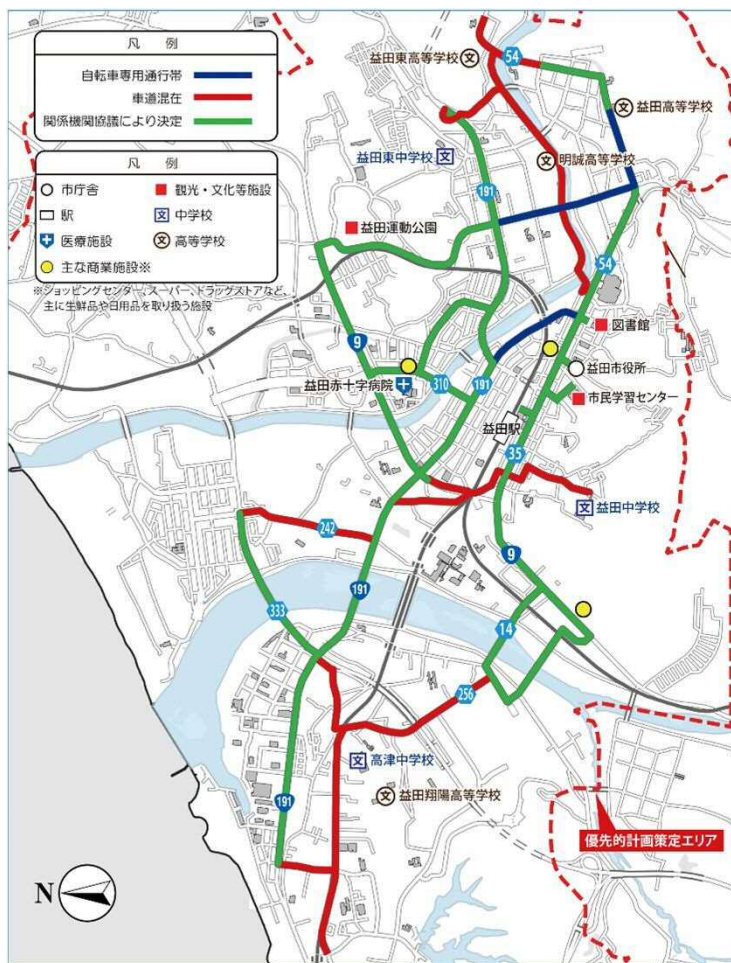 凡 例
自転車専用通行帯
車道混在
関係機関協議により決定
凡 例
市庁舎
観光・文化等施設
駅
文 中学校
医療施設
文 高等学校
主な商業施設※
※ショッピングセンター、スーパー、ドラッグストアなど、
主に生鮮品や日用品を取り扱う施設
益田東高等学校 文
54
文 益田高等学校
益田東中学校 文
文 明誠高等学校
191
益田運動公園
54
9
図書館
益田市役所
益田赤十字病院
310
191
市民学習センター
益田駅
35
文 益田中学校
242
9
191
333
14
256
文 高津中学校
文 益田翔陽高等学校
191
優先的計画策定エリア
N